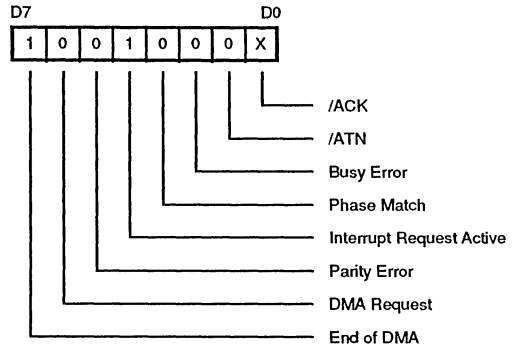 D7 D0
1 0 0 1 0 0 0 X
/ACK
/ATN
Busy Error
Phase Match
Interrupt Request Active
Parity Error
DMA Request
End of DMA